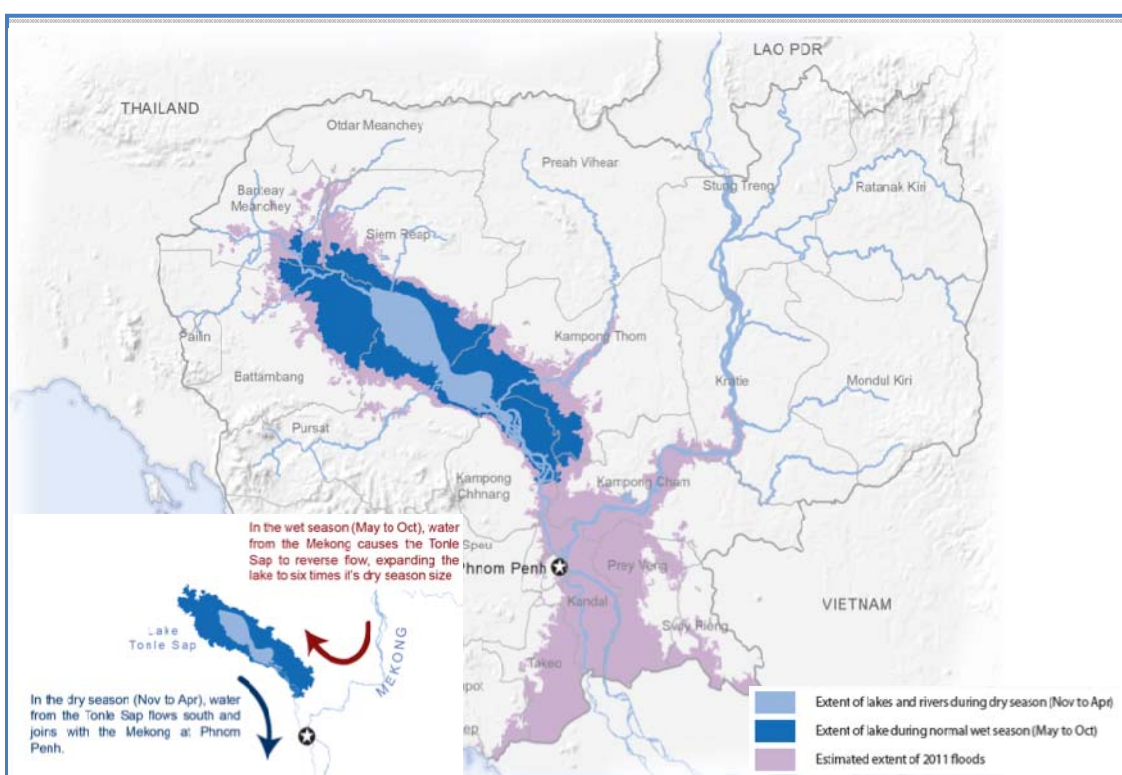 LAO PDR
THAILAND
Otdar Meanchey
Preah Vihear
Stung Treng
Ratanak Kiri
Banteay
Meanchey
Siem Reap
Pailin
Kampong Thom
Battambang
Kratie
Mondul Kiri
Pursat
Kampong
Chhnang
Kampong Cham
In the wet season (May to Oct), water
from the Mekong causes the Tonle
Sap to reverse flow, expanding the
lake to six times it's dry season size
Speu
Phnom Penh
Prey Veng
Kandal
VIETNAM
Svay Rieng
Takeo
Lake
Tonle Sap
MEKONG
In the dry season (Nov to Apr), water
from the Tonle Sap flows south and
joins with the Mekong at Phnom
Penh.
pot
ep
Extent of lakes and rivers during dry season (Nov to Apr)
Extent of lake during normal wet season (May to Oct)
Estimated extent of 2011 floods